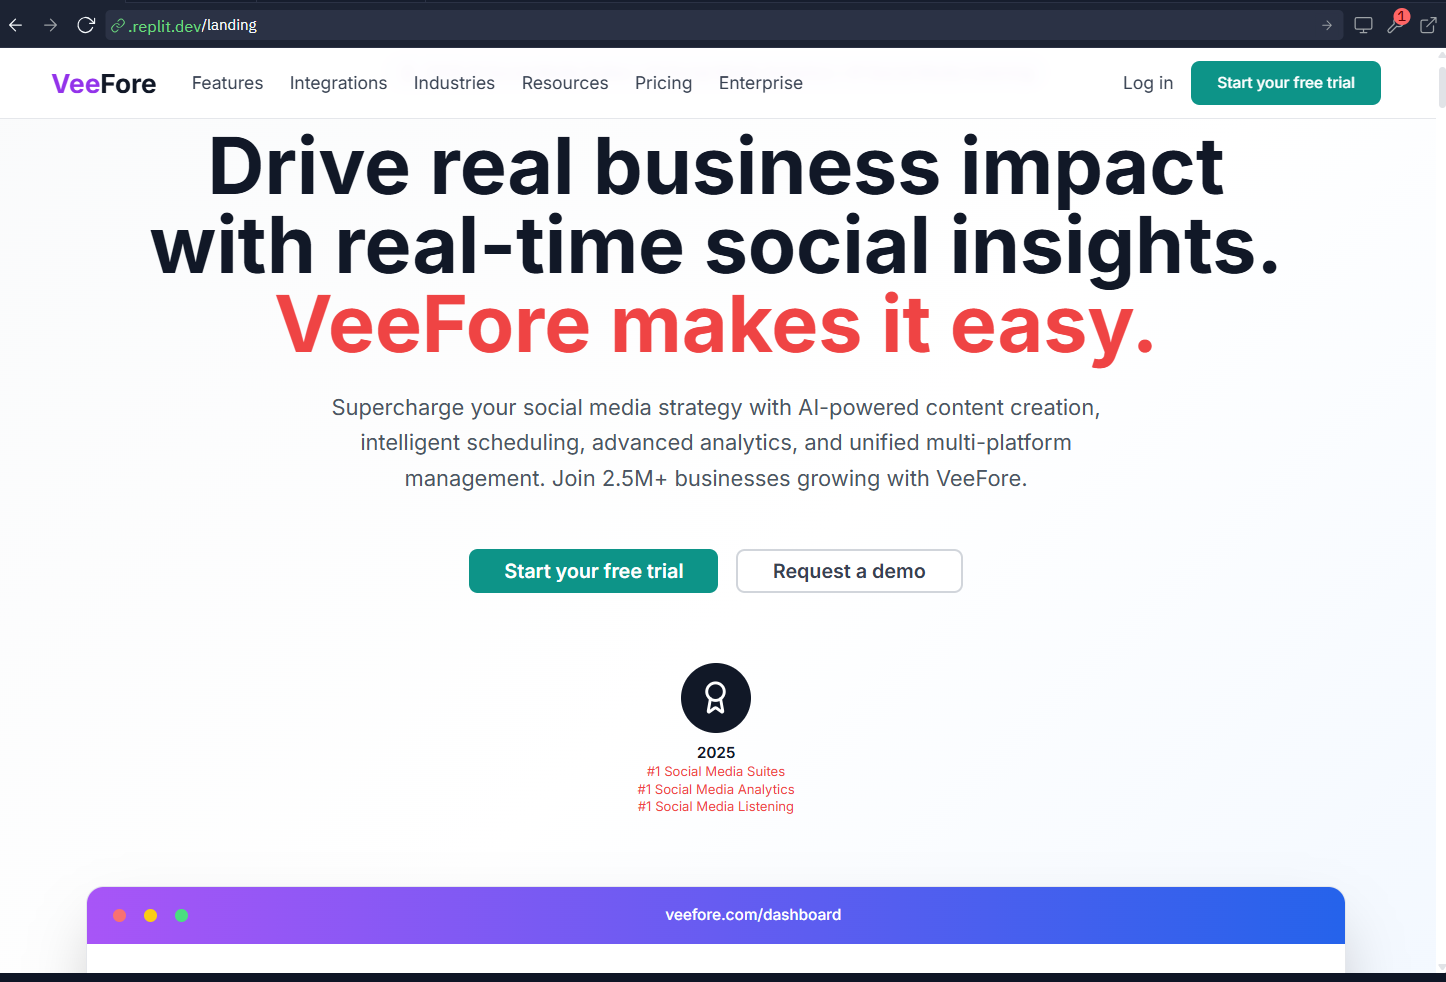 .replit.dev/landing
1
VeeFore
Features
Integrations
Industries
Resources
Pricing
Enterprise
Log in
Start your free trial
Drive real business impact
with real-time social insights.
VeeFore makes it easy.
Supercharge your social media strategy with AI-powered content creation,
intelligent scheduling, advanced analytics, and unified multi-platform
management. Join 2.5M+ businesses growing with VeeFore.
Start your free trial
Request a demo
2025
#1 Social Media Suites
#1 Social Media Analytics
#1 Social Media Listening
veefore.com/dashboard